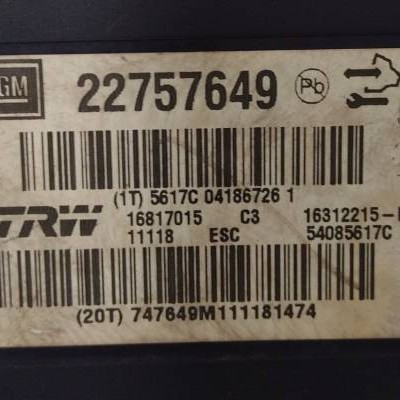 GM 22757649 Pb
(1T) 5617C 04186726 1
TRW 16817015 C3 16312215-
11118 ESC 54085617C
(20T) 747649M111181474